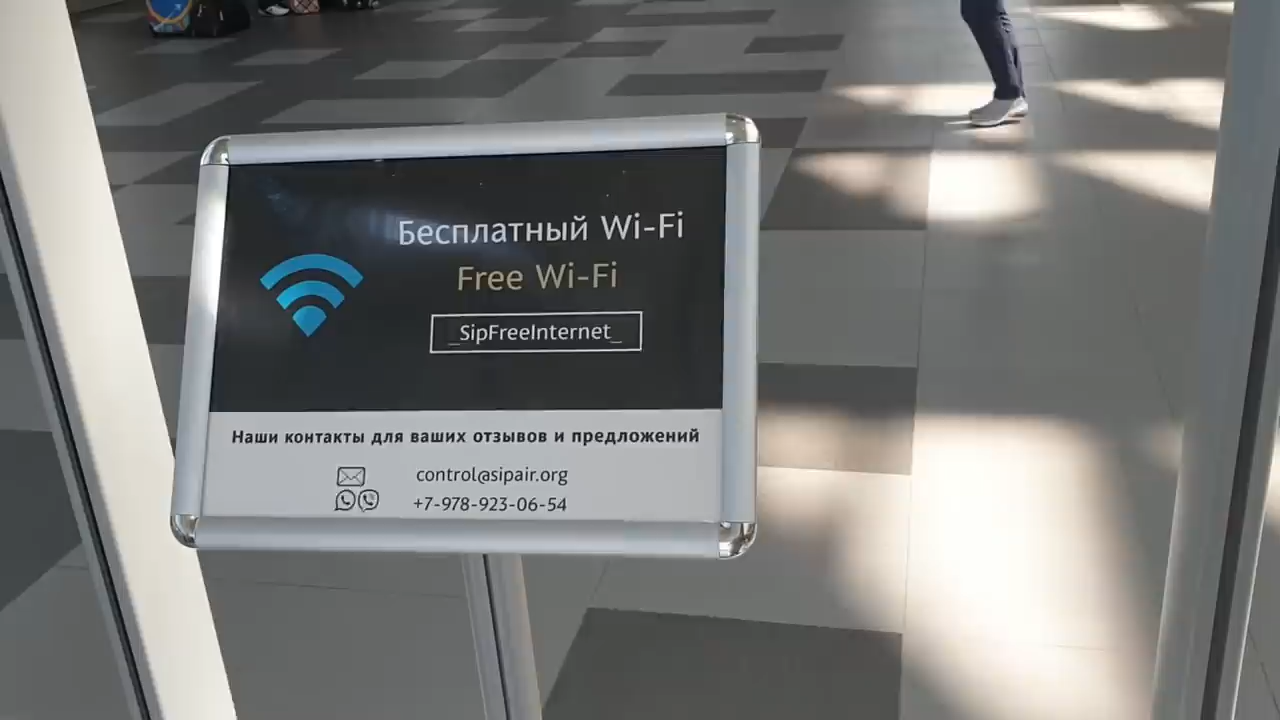 Бесплатный Wi-Fi
Free Wi-Fi
_SipFreeInternet_
Наши контакты для ваших отзывов и предложений
control@sipair.org
+7-978-923-06-54